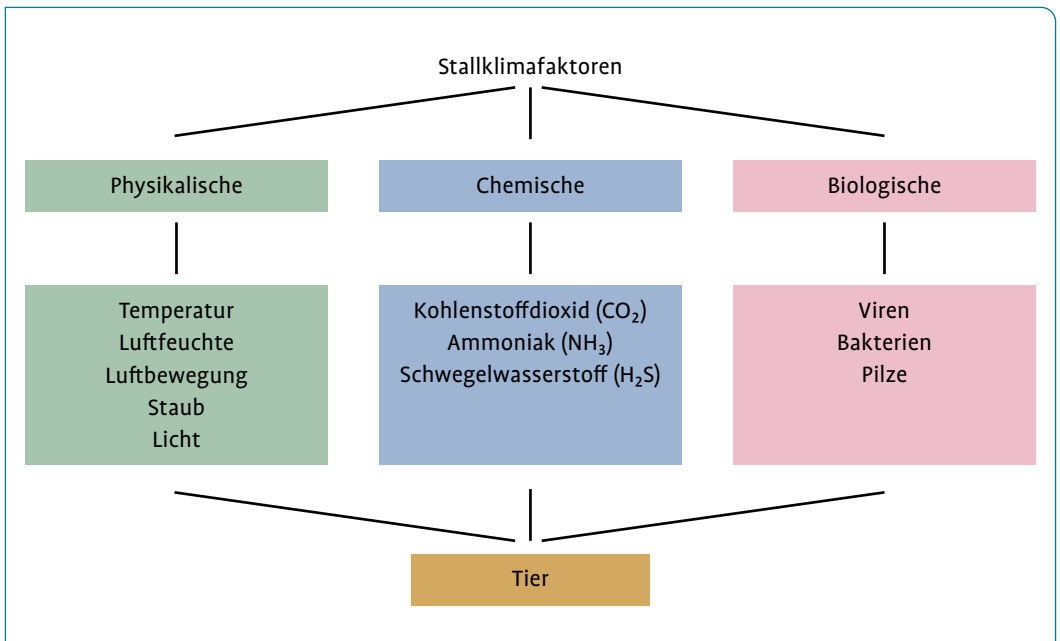 Stallklimafaktoren
Physikalische
Chemische
Biologische
Temperatur
Luftfeuchte
Luftbewegung
Staub
Licht
Kohlenstoffdioxid (CO₂)
Ammoniak (NH₃)
Schwegelwasserstoff (H₂S)
Viren
Bakterien
Pilze
Tier